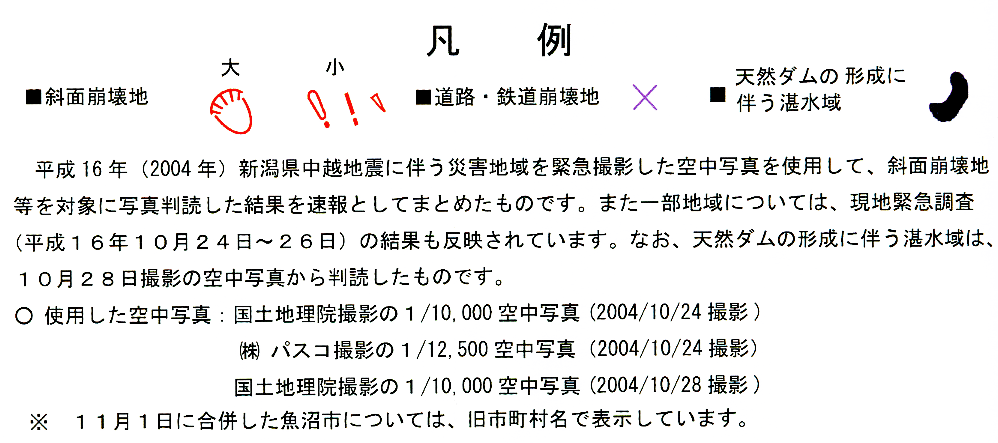 凡　例
大　小
■斜面崩壊地　■道路・鉄道崩壊地　■天然ダムの形成に
伴う湛水域
平成16年（2004年）新潟県中越地震に伴う災害地域を緊急撮影した空中写真を使用して、斜面崩壊地
等を対象に写真判読した結果を速報としてまとめたものです。また一部地域については、現地緊急調査
(平成１６年１０月２４日～２６日）の結果も反映されています。なお、天然ダムの形成に伴う湛水域は、
１０月２８日撮影の空中写真から判読したものです。
○ 使用した空中写真：国土地理院撮影の１/10,000空中写真（2004/10/24撮影）
㈱ パスコ撮影の１/12,500空中写真（2004/10/24撮影）
国土地理院撮影の１/10,000空中写真（2004/10/28撮影）
※　１１月１日に合併した魚沼市については、旧市町村名で表示しています。